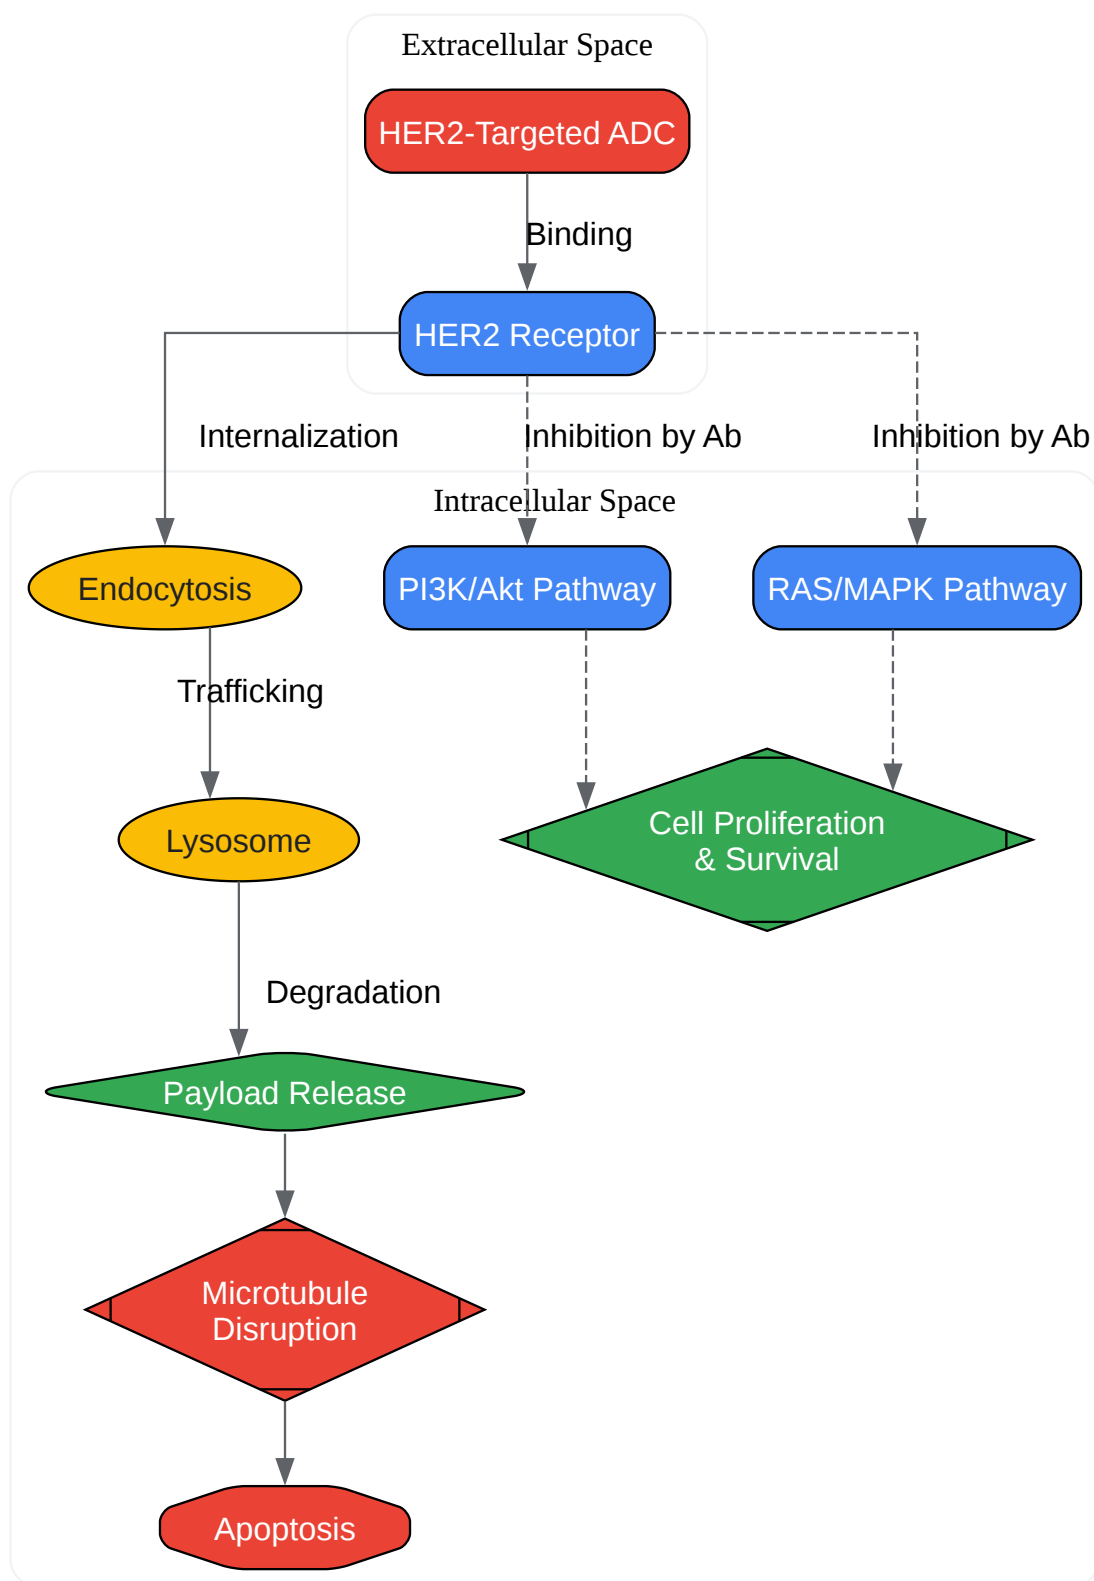 Extracellular Space
HER2-Targeted ADC
Binding
HER2 Receptor
Internalization
Inhibition by Ab
Inhibition by Ab
Intracellular Space
Endocytosis
PI3K/Akt Pathway
RAS/MAPK Pathway
Trafficking
Cell Proliferation
& Survival
Lysosome
Degradation
Payload Release
Microtubule
Disruption
Apoptosis